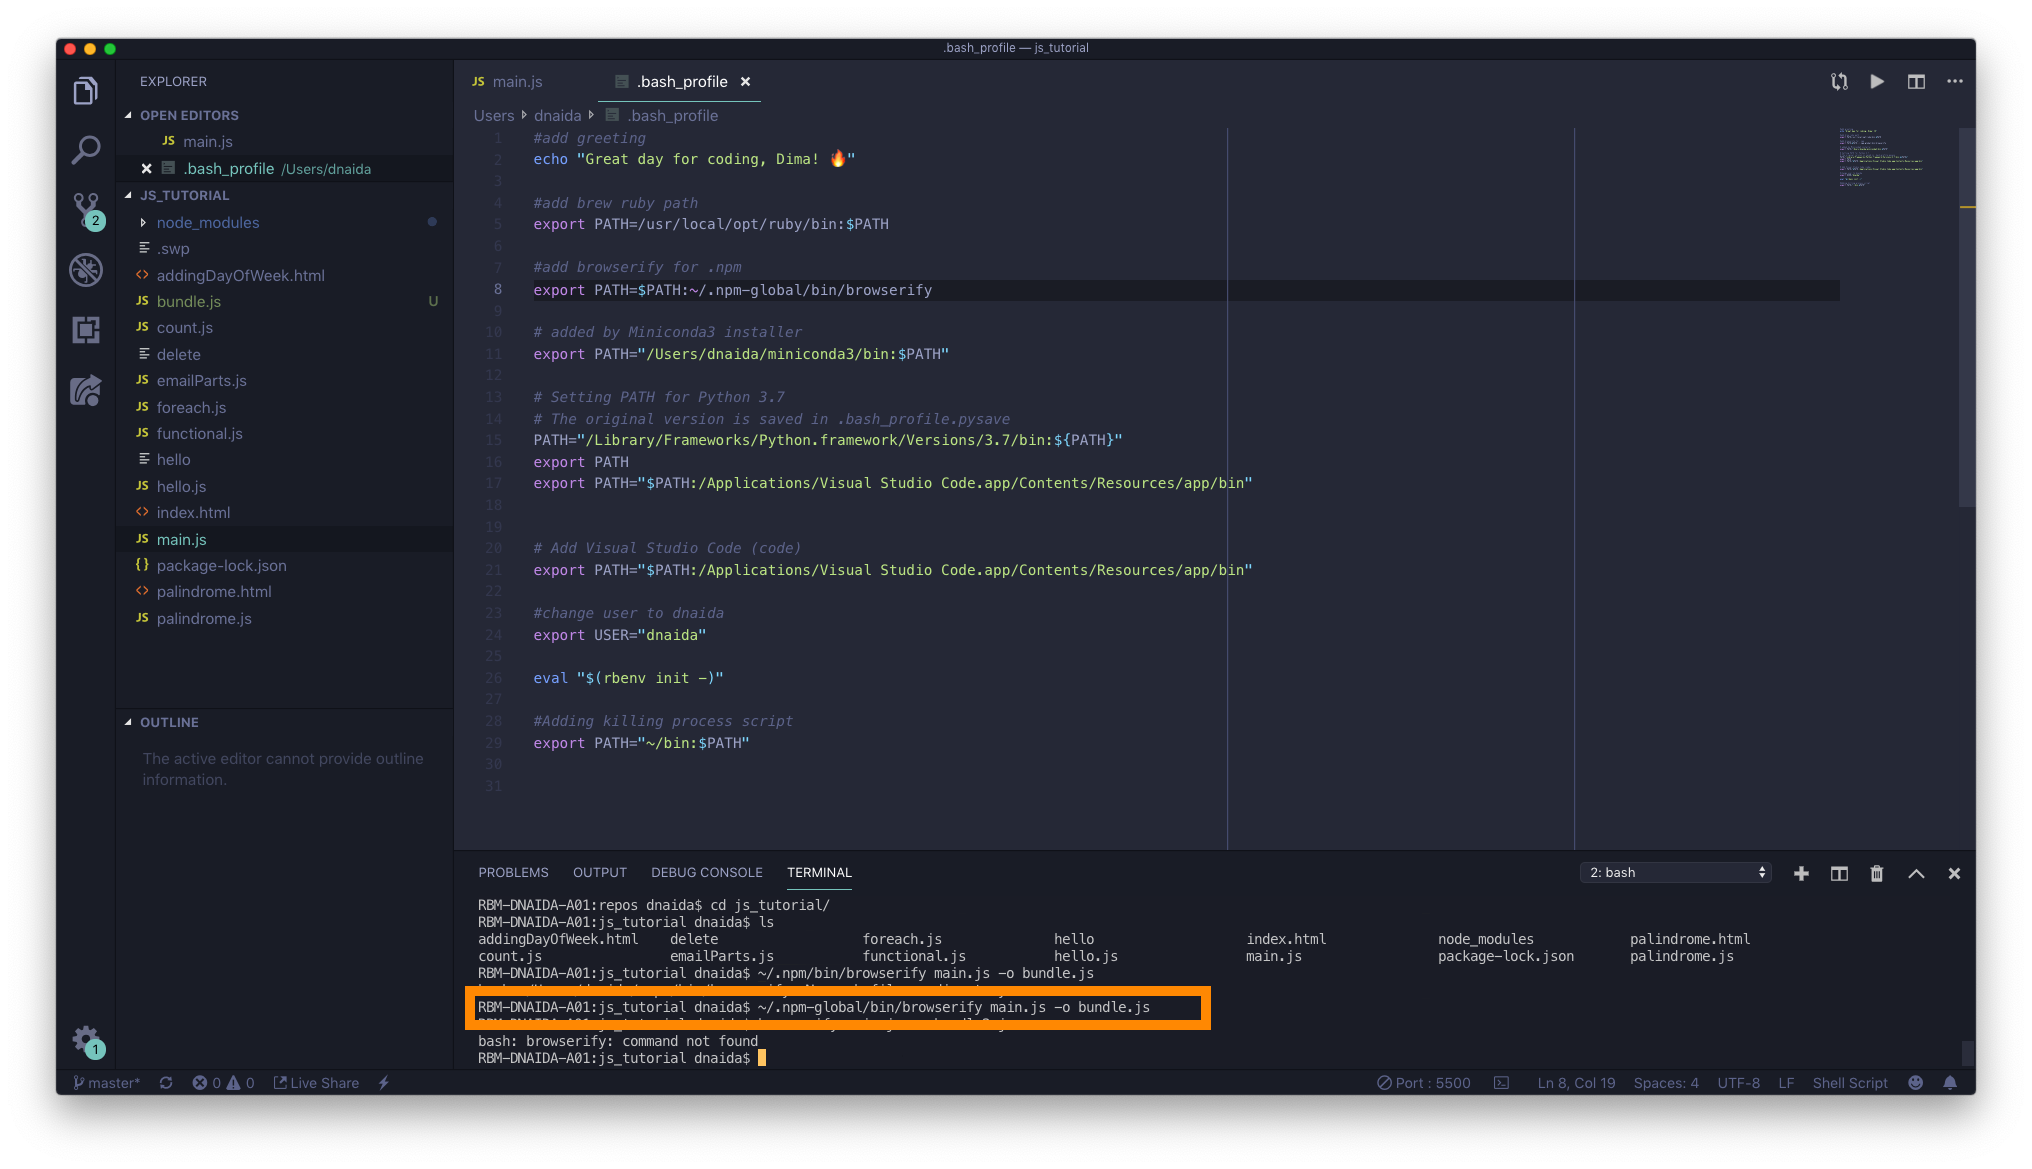 .bash_profile — js_tutorial
EXPLORER
OPEN EDITORS
JS main.js
.bash_profile /Users/dnaida
JS_TUTORIAL
node_modules
.swp
<> addingDayOfWeek.html
JS bundle.js U
JS count.js
delete
JS emailParts.js
JS foreach.js
JS functional.js
hello
JS hello.js
<> index.html
JS main.js
{} package-lock.json
<> palindrome.html
JS palindrome.js
OUTLINE
The active editor cannot provide outline
information.
2
1
JS main.js
.bash_profile
Users dnaida .bash_profile
1 #add greeting
2 echo "Great day for coding, Dima! 🔥"
3
4 #add brew ruby path
5 export PATH=/usr/local/opt/ruby/bin:$PATH
6
7 #add browserify for .npm
8 export PATH=$PATH:~/.npm-global/bin/browserify
9
10 # added by Miniconda3 installer
11 export PATH="/Users/dnaida/miniconda3/bin:$PATH"
12
13 # Setting PATH for Python 3.7
14 # The original version is saved in .bash_profile.pysave
15 PATH="/Library/Frameworks/Python.framework/Versions/3.7/bin:${PATH}"
16 export PATH
17 export PATH="$PATH:/Applications/Visual Studio Code.app/Contents/Resources/app/bin"
18
19
20 # Add Visual Studio Code (code)
21 export PATH="$PATH:/Applications/Visual Studio Code.app/Contents/Resources/app/bin"
22
23 #change user to dnaida
24 export USER="dnaida"
25
26 eval "$(rbenv init -)"
27
28 #Adding killing process script
29 export PATH="~/bin:$PATH"
30
31
PROBLEMS OUTPUT DEBUG CONSOLE TERMINAL 2: bash
RBM-DNAIDA-A01:repos dnaida$ cd js_tutorial/
RBM-DNAIDA-A01:js_tutorial dnaida$ ls
addingDayOfWeek.html delete foreach.js hello index.html node_modules palindrome.html
count.js emailParts.js functional.js hello.js main.js package-lock.json palindrome.js
RBM-DNAIDA-A01:js_tutorial dnaida$ ~/.npm/bin/browserify main.js -o bundle.js
RBM-DNAIDA-A01:js_tutorial dnaida$ ~/.npm-global/bin/browserify main.js -o bundle.js
bash: browserify: command not found
RBM-DNAIDA-A01:js_tutorial dnaida$
master* 0 0 Live Share Port : 5500 Ln 8, Col 19 Spaces: 4 UTF-8 LF Shell Script